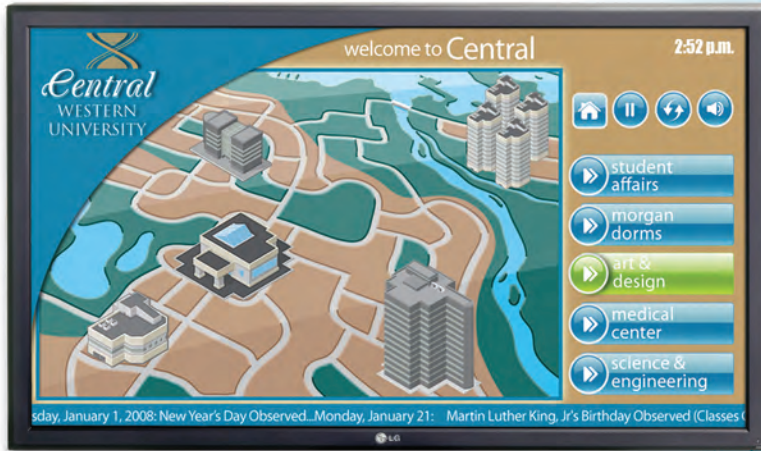 welcome to Central
2:52 p.m.
Central
WESTERN
UNIVERSITY
student
affairs
morgan
dorms
art &
design
medical
center
science &
engineering
sday, January 1, 2008: New Year's Day Observed...Monday, January 21: Martin Luther King, Jr's Birthday Observed (Classes
LG